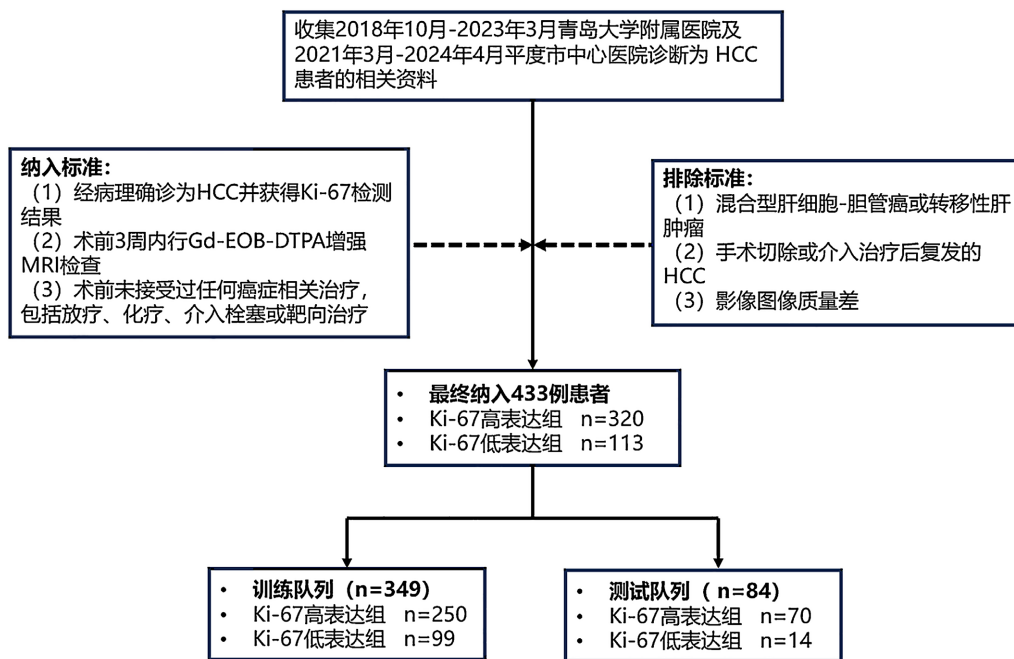 收集2018年10月-2023年3月青岛大学附属医院及
2021年3月-2024年4月平度市中心医院诊断为 HCC
患者的相关资料
纳入标准：
（1）经病理确诊为HCC并获得Ki-67检测
结果
（2）术前3周内行Gd-EOB-DTPA增强
MRI检查
（3）术前未接受过任何癌症相关治疗，
包括放疗、化疗、介入栓塞或靶向治疗
排除标准：
（1）混合型肝细胞-胆管癌或转移性肝
肿瘤
（2）手术切除或介入治疗后复发的
HCC
（3）影像图像质量差
• 最终纳入433例患者
• Ki-67高表达组 n=320
• Ki-67低表达组 n=113
• 训练队列（n=349）
• Ki-67高表达组 n=250
• Ki-67低表达组 n=99
• 测试队列（ n=84）
• Ki-67高表达组 n=70
• Ki-67低表达组 n=14